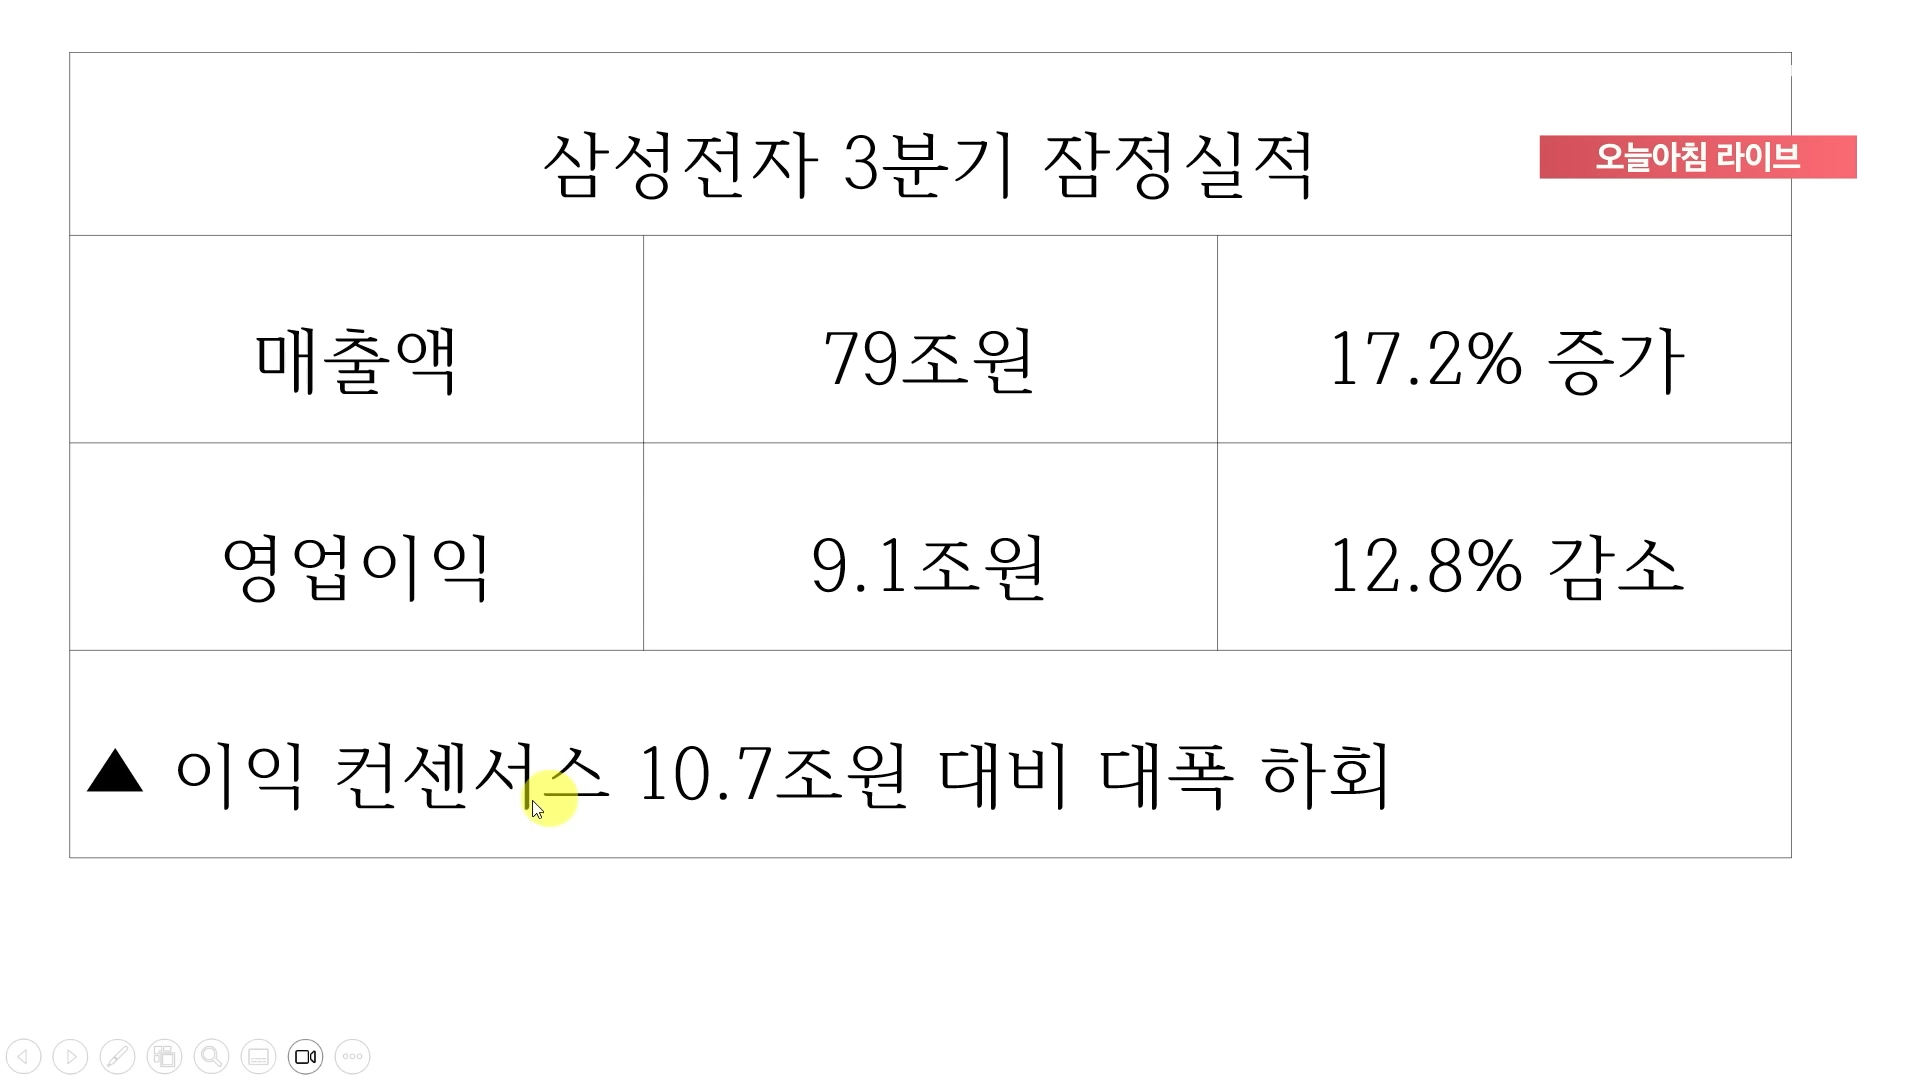 삼성전자 3분기 잠정실적
오늘아침 라이브
매출액 79조원 17.2% 증가
영업이익 9.1조원 12.8% 감소
▲ 이익 컨센서스 10.7조원 대비 대폭 하회